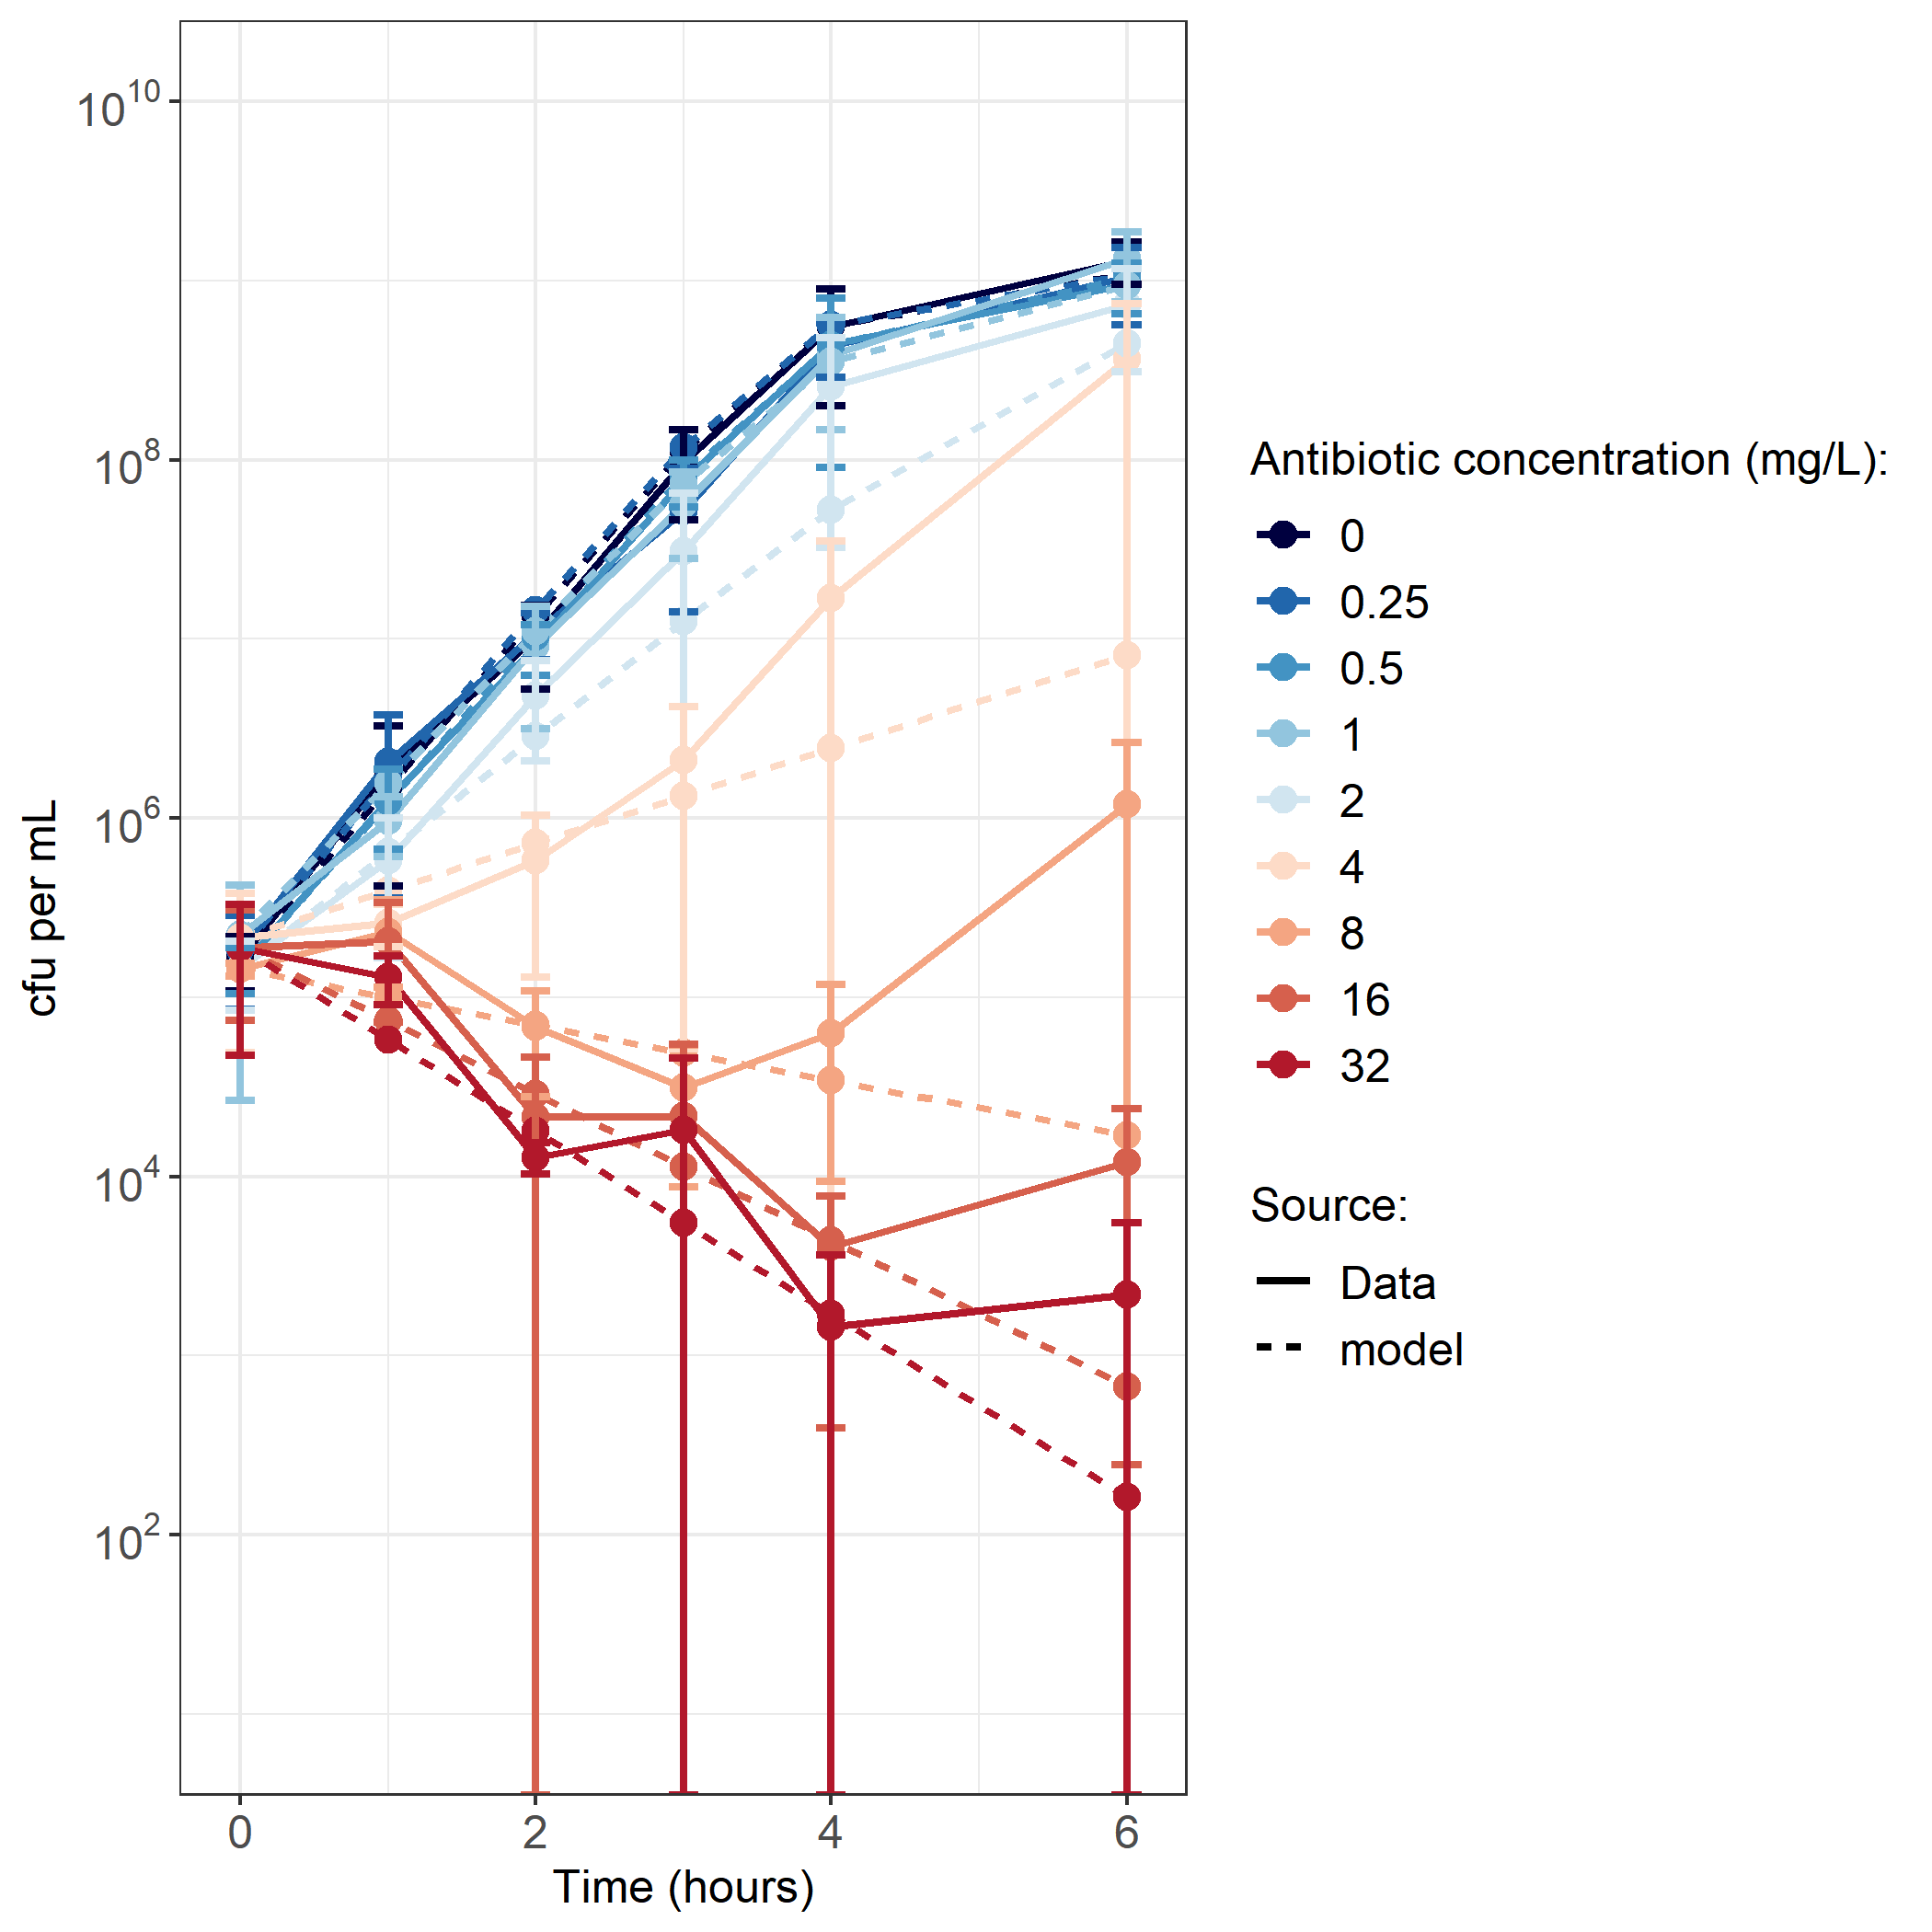 10^10
10^8
10^6
10^4
10^2
cfu per mL
0 2 4 6
Time (hours)
Antibiotic concentration (mg/L):
0
0.25
0.5
1
2
4
8
16
32
Source:
Data
model